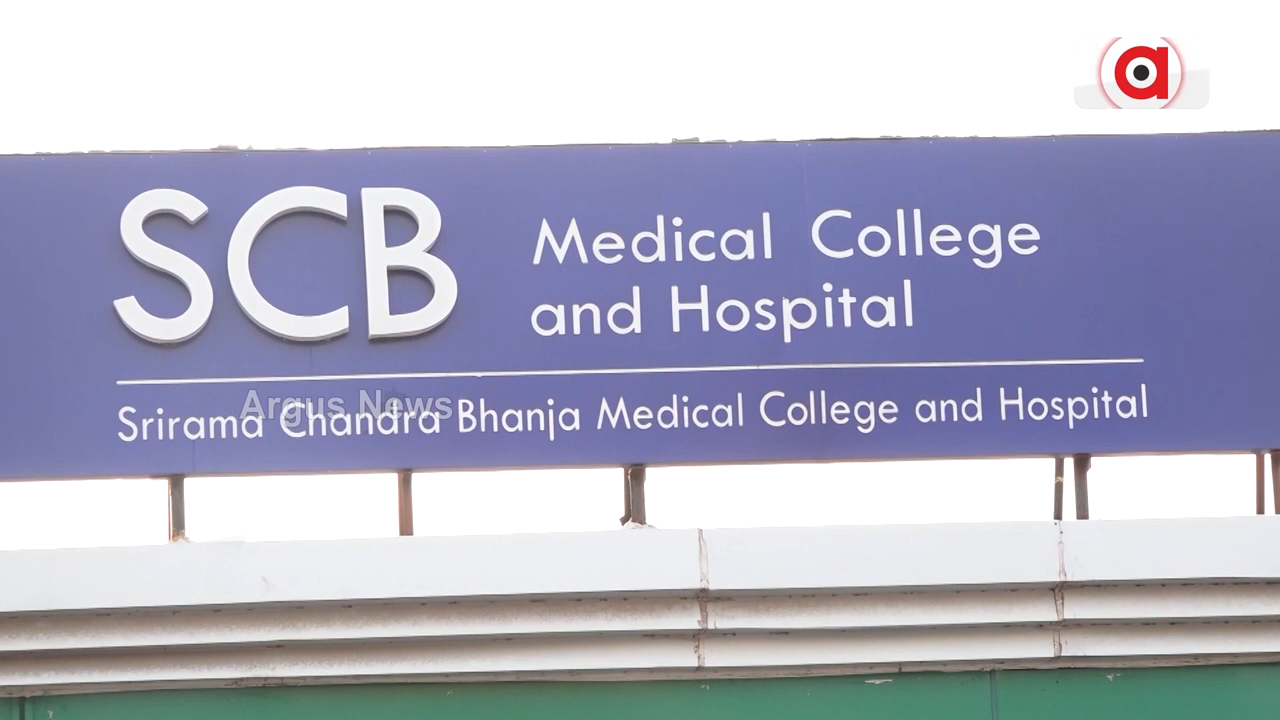 SCB
Medical College
and Hospital
Srirama Chandra Bhanja Medical College and Hospital
Argus News
a